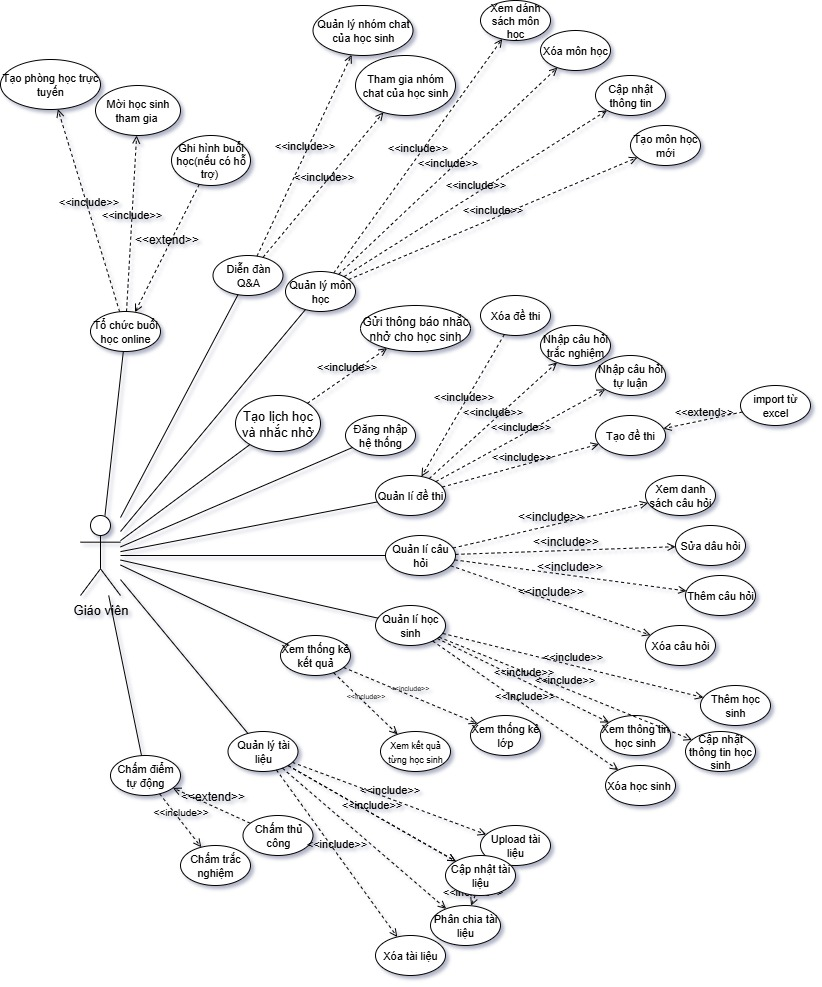 Xem dánh
sách môn
học
Quản lý nhóm chat
của học sinh
Xóa môn học
Tạo phòng học trực
tuyến
Tham gia nhóm
chat của học sinh
Cập nhật
thông tin
Mời học sinh
tham gia
Ghi hình buổi
học(nếu có hỗ
trợ)
Tạo môn học
mới
<<include>>
<<include>>
<<include>>
<<include>>
<<include>>
<<include>>
<<include>>
<<include>>
<<extend>>
Diễn đàn
Q&A
Quản lý môn
học
Tổ chức buổi
học online
Gửi thông báo nhắc
nhở cho học sinh
Xóa đề thi
Nhập câu hỏi
trắc nghiệm
<<include>>
<<include>>
Nhập câu hỏi
tự luận
<<include>>
<<include>>
import từ
excel
<<extend>>
Tạo lịch học
và nhắc nhở
Đăng nhập
hệ thống
Tạo đề thi
<<include>>
<<include>>
Quản lí đề thi
Xem danh
sách câu hỏi
<<include>>
<<include>>
Sửa dâu hỏi
Quản lí câu
hỏi
<<include>>
<<include>>
Thêm câu hỏi
Giáo viên
Quản lí học
sinh
Xóa câu hỏi
Xem thống kê
kết quả
<<include>>
<<include>>
<<include>>
<<include>>
<<include>>
<<include>>
Thêm học
sinh
Xem thống kê
lớp
Xem thông tin
học sinh
Cập nhật
thông tin học
sinh
Xem kết quả
từng học sinh
Quản lý tài
liệu
Chấm điểm
tự động
Xóa học sinh
<<extend>>
<<include>>
<<include>>
<<include>>
<<include>>
Chấm thủ
công
Upload tài
liệu
Chấm trắc
nghiệm
Cập nhật tài
liệu
Phân chia tài
liệu
Xóa tài liệu